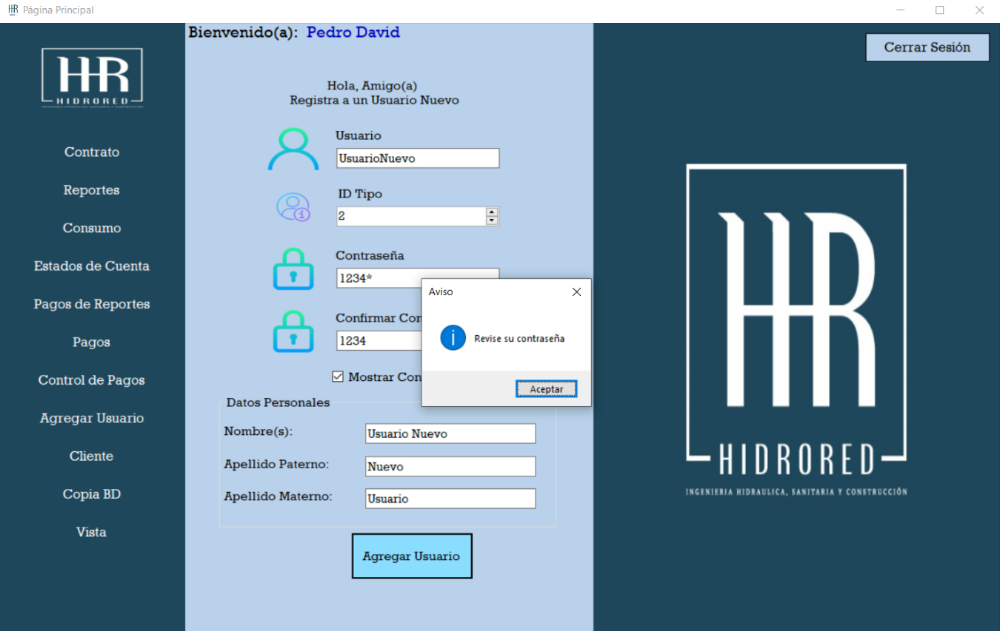 HR Página Principal
Bienvenido(a): Pedro David
Cerrar Sesión
HR
HIDRORED
Contrato
Reportes
Consumo
Estados de Cuenta
Pagos de Reportes
Pagos
Control de Pagos
Agregar Usuario
Cliente
Copia BD
Vista
Hola, Amigo(a)
Registra a un Usuario Nuevo
Usuario
UsuarioNuevo
ID Tipo
2
Contraseña
1234*
Confirmar Con
1234
Mostrar Con
Aviso
Revise su contraseña
Aceptar
Datos Personales
Nombre(s): Usuario Nuevo
Apellido Paterno: Nuevo
Apellido Materno: Usuario
Agregar Usuario
HR
HIDRORED
INGENIERIA HIDRAULICA, SANITARIA Y CONSTRUCCIÓN